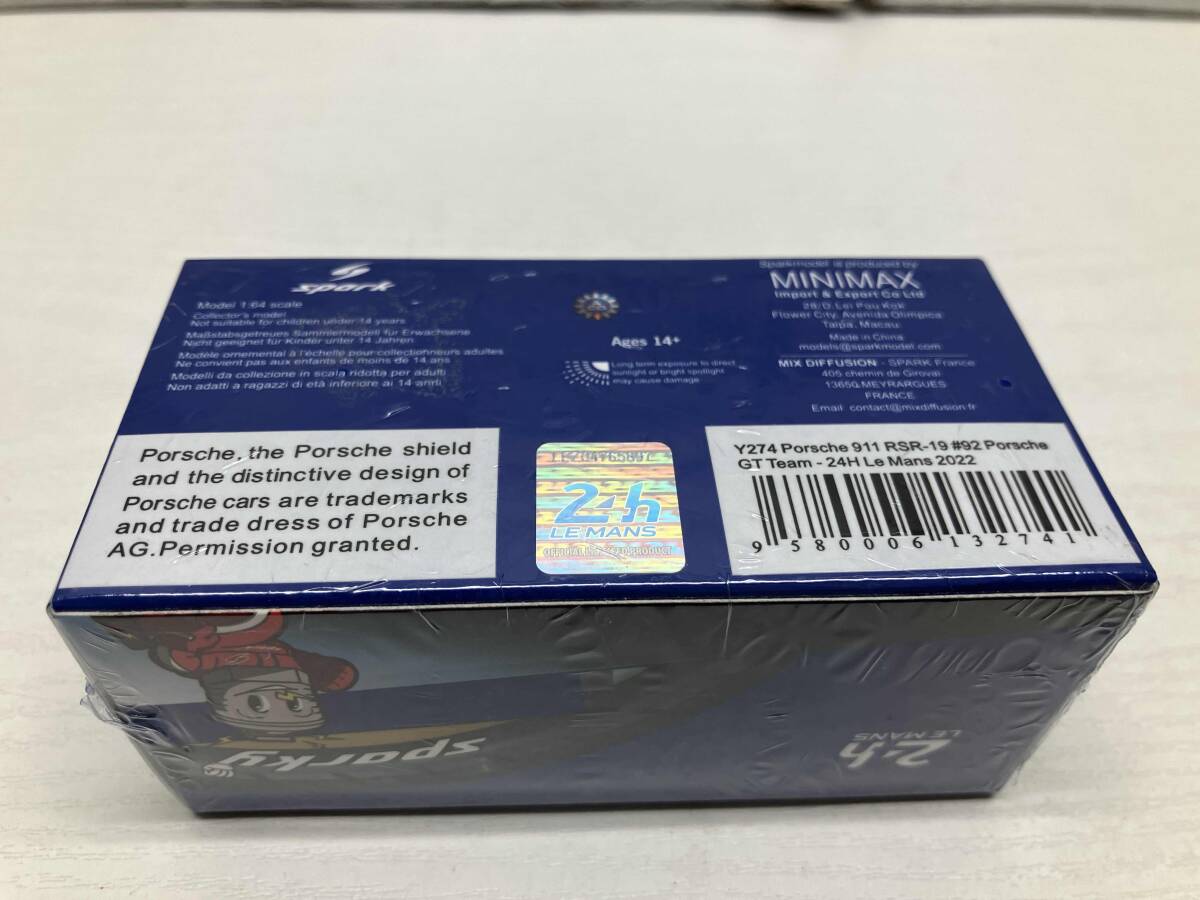 spark
Model 1:64 scale
Collector's model
Not suitable for children under 14 years
Maßstabsgetreues Sammlermodell für Erwachsene
Nicht geeignet für Kinder unter 14 Jahren
Modèle ornemental à l'échelle pour collectionneurs adultes
Ne convient pas aux enfants de moins de 14 ans
Modelli da collezione in scala ridotta per adulti
Non adatti a ragazzi di età inferiore ai 14 anni
Ages 14+
Long term exposure to direct
sunlight or bright spotlight
may cause damage
Sparkmodel is produced by
MINIMAX
Import & Export Co Ltd
28/D, Lei Pou Kok
Flower City, Avenida Olimpica
Taipa, Macau.
Made in China
models@sparkmodel.com
MIX DIFFUSION - SPARK France
405 chemin de Giroval
13650 MEYRARGUES
FRANCE
Email contact@mixdiffusion.fr
Porsche, the Porsche shield
and the distinctive design of
Porsche cars are trademarks
and trade dress of Porsche
AG.Permission granted.
24h
LE MANS
Y274 Porsche 911 RSR-19 #92 Porsche
GT Team - 24H Le Mans 2022
9 580006 132741
sparky
24h
LE MANS